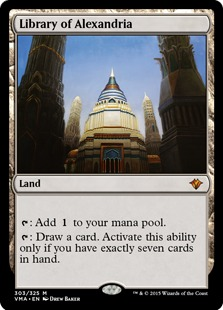 Library of Alexandria
Land
: Add 1 to your mana pool.
: Draw a card. Activate this ability
only if you have exactly seven cards
in hand.
303/325 M
VMA • EN DREW BAKER
™ & © 2015 Wizards of the Coast